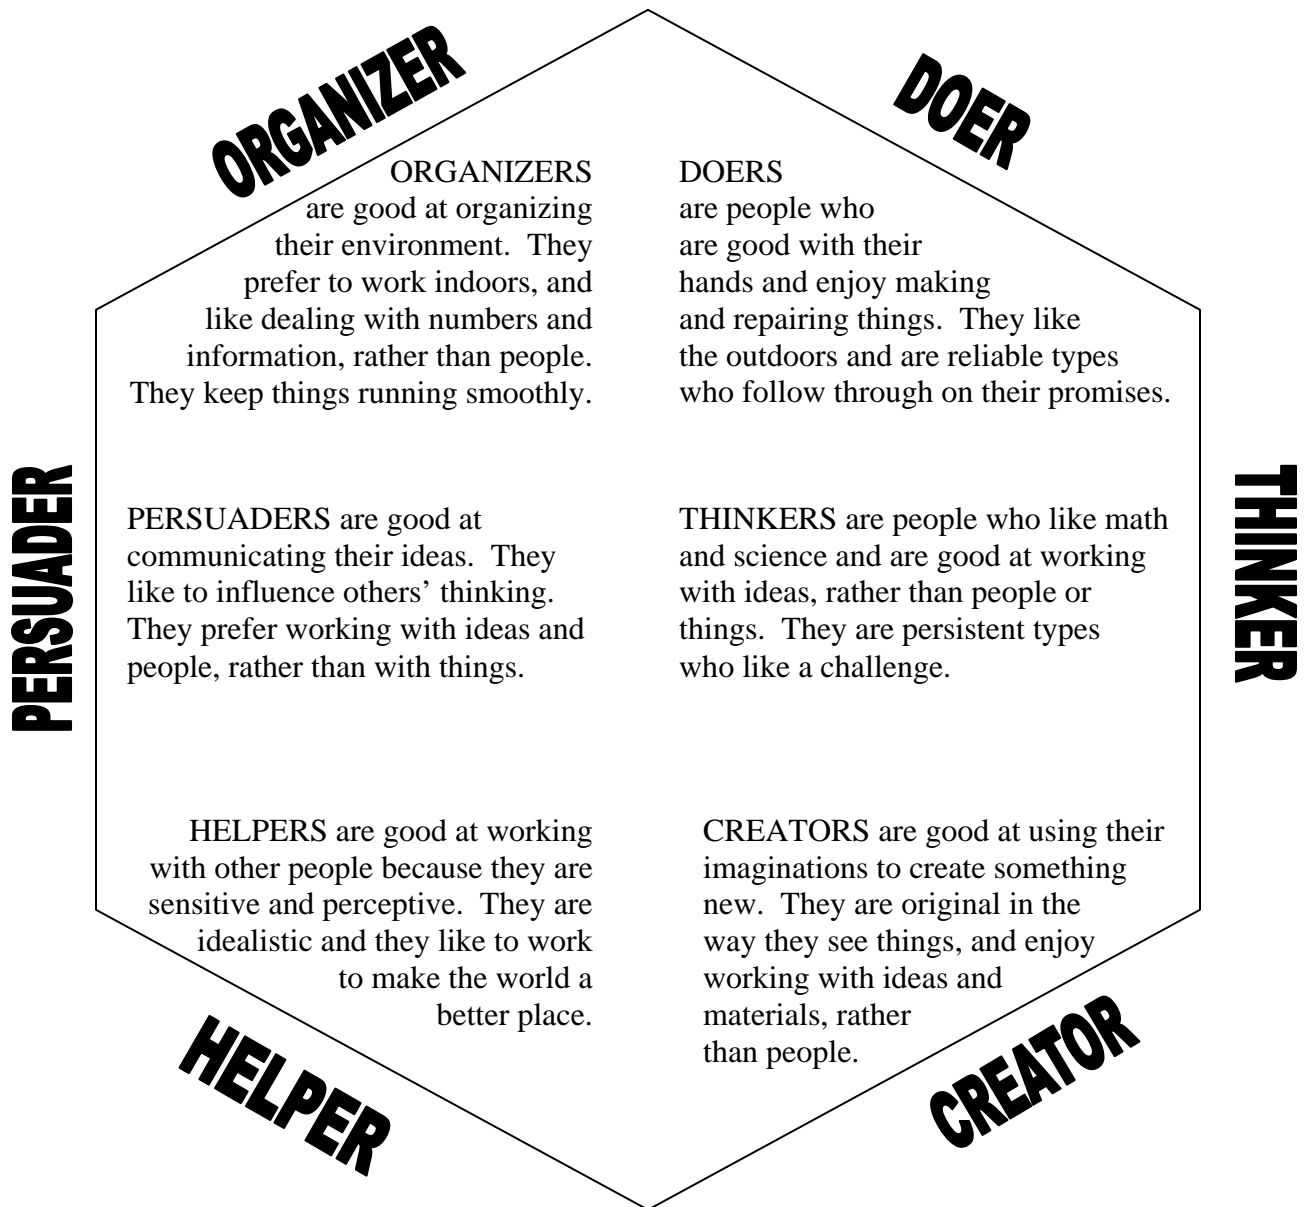 ORGANIZER
DOER
ORGANIZERS
are good at organizing
their environment. They
prefer to work indoors, and
like dealing with numbers and
information, rather than people.
They keep things running smoothly.
DOERS
are people who
are good with their
hands and enjoy making
and repairing things. They like
the outdoors and are reliable types
who follow through on their promises.
PERSUADER
PERSUADERS are good at
communicating their ideas. They
like to influence others’ thinking.
They prefer working with ideas and
people, rather than with things.
THINKERS are people who like math
and science and are good at working
with ideas, rather than people or
things. They are persistent types
who like a challenge.
THINKER
HELPERS are good at working
with other people because they are
sensitive and perceptive. They are
idealistic and they like to work
to make the world a
better place.
CREATORS are good at using their
imaginations to create something
new. They are original in the
way they see things, and enjoy
working with ideas and
materials, rather
than people.
HELPER
CREATOR